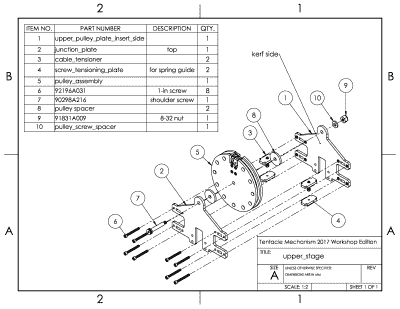 2
1
ITEM NO. PART NUMBER DESCRIPTION QTY.
1 upper_pulley_plate_insert_side 1
2 junction_plate top 1
3 cable_tensioner 2
4 screw_tensioning_plate for spring guide 2
5 pulley_assembly 1
6 92196A031 1-in screw 8
7 90298A216 shoulder screw 1
8 pulley spacer 2
9 91831A009 8-32 nut 1
10 pulley_screw_spacer 1
kerf side
B
B
9
10
1
8
3
5
2
7
6
4
A
A
Tentacle Mechanism 2017 Workshop Edition
TITLE:
upper_stage
SIZE
A
UNLESS OTHERWISE SPECIFIED:
REV
SCALE: 1:2
SHEET 1 OF 1
2
1